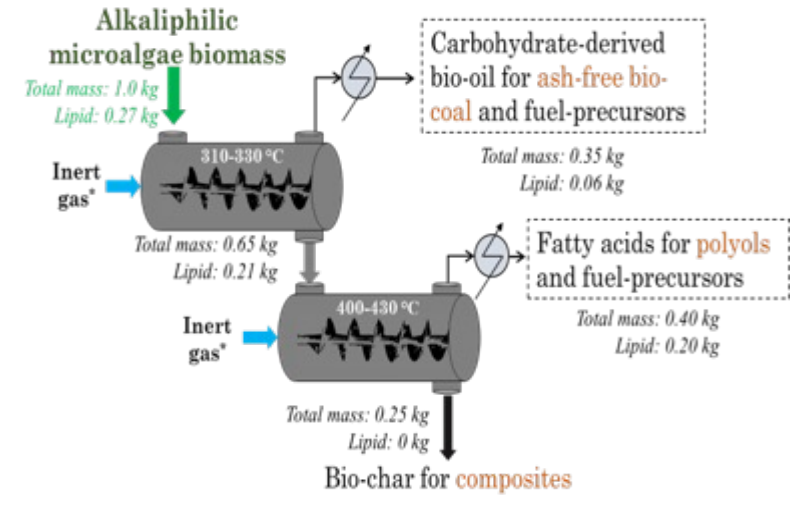 Alkaliphilic
microalgae biomass
Total mass: 1.0 kg
Lipid: 0.27 kg
Carbohydrate-derived
bio-oil for ash-free bio-
coal and fuel-precursors
Total mass: 0.35 kg
Lipid: 0.06 kg
310-330 °C
Inert
gas*
Total mass: 0.65 kg
Lipid: 0.21 kg
Fatty acids for polyols
and fuel-precursors
Total mass: 0.40 kg
Lipid: 0.20 kg
400-430 °C
Inert
gas*
Total mass: 0.25 kg
Lipid: 0 kg
Bio-char for composites